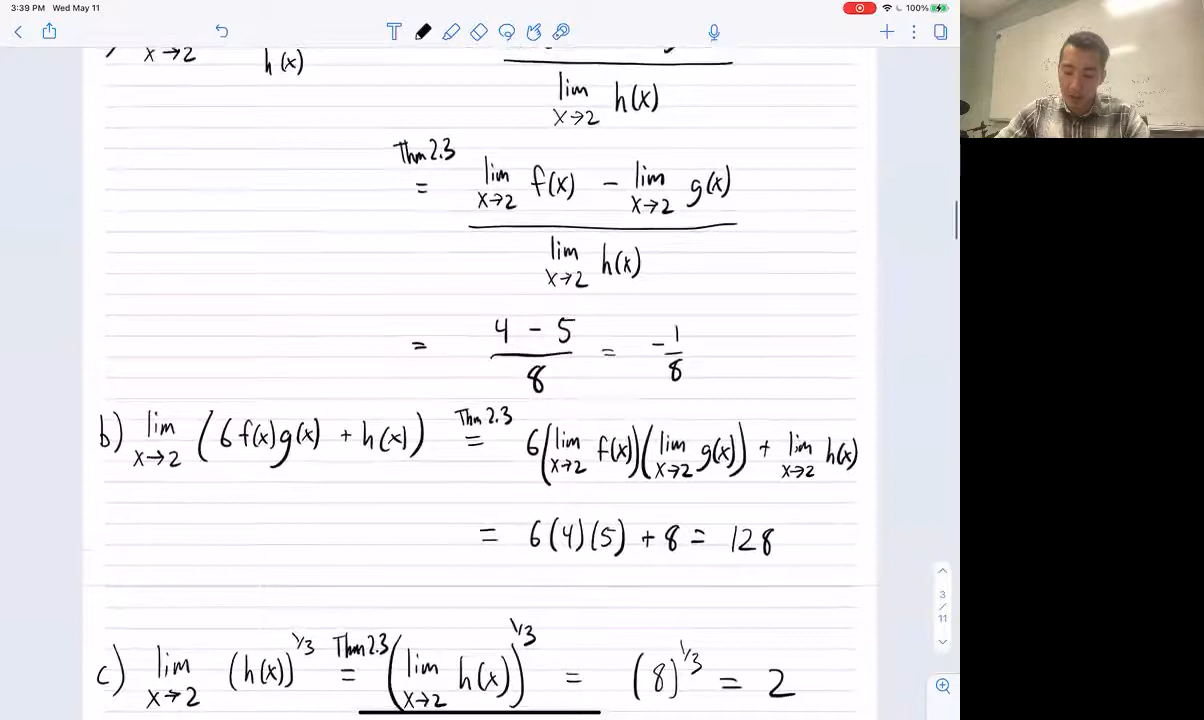 3:39 PM Wed May 11
100%
x→2 h(x)
lim h(x)
x→2
Thm 2.3
= lim f(x) - lim g(x)
x→2 x→2
lim h(x)
x→2
= 4 - 5 = -1
8 8
b) lim (6f(x)g(x) + h(x)) Thm 2.3 = 6(lim f(x))(lim g(x)) + lim h(x)
x→2 x→2 x→2 x→2
= 6(4)(5) + 8 = 128
c) lim (h(x))^1/3 Thm 2.3 = (lim h(x))^1/3 = (8)^1/3 = 2
x→2 x→2
3
/
11